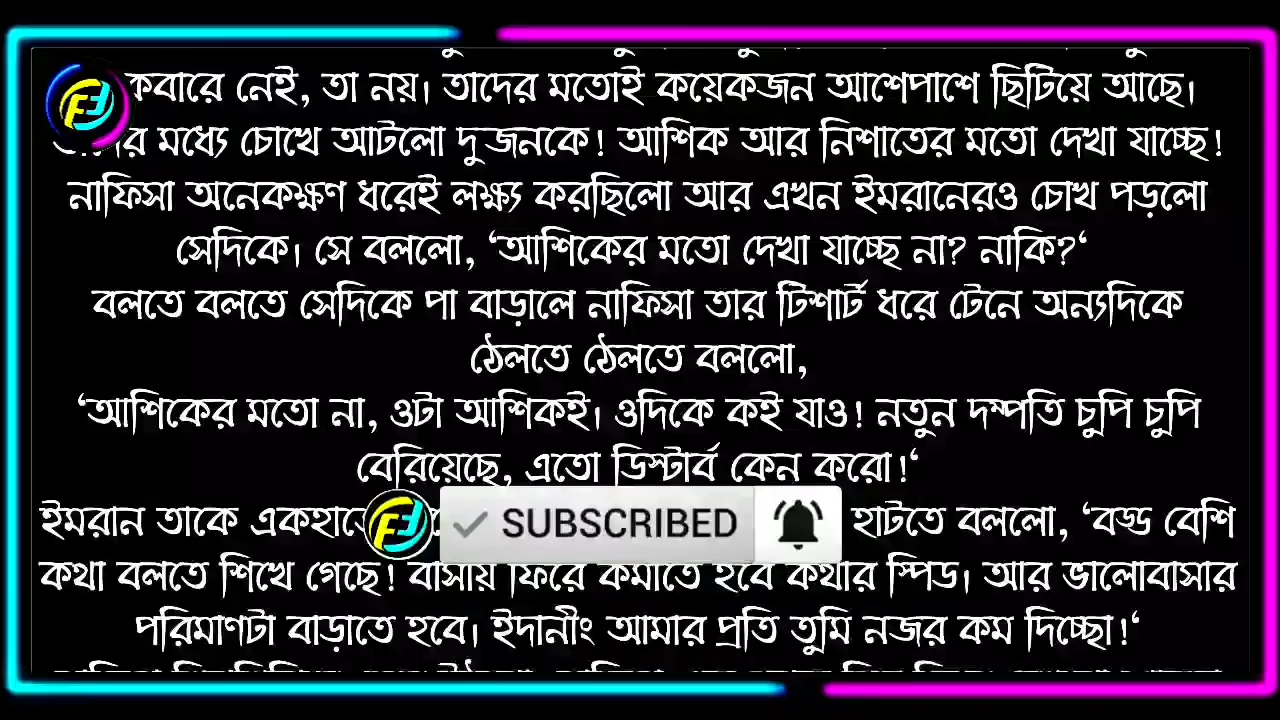 কবারে নেই, তা নয়। তাদের মতোই কয়েকজন আশেপাশে ছিটিয়ে আছে।
মধ্যে চোখে আটলো দুজনকে! আশিক আর নিশাতের মতো দেখা যাচ্ছে!
নাফিসা অনেকক্ষণ ধরেই লক্ষ্য করছিলো আর এখন ইমরানেরও চোখ পড়লো
সেদিকে। সে বললো, ‘আশিকের মতো দেখা যাচ্ছে না? নাকি?‘
বলতে বলতে সেদিকে পা বাড়ালে নাফিসা তার টিশার্ট ধরে টেনে অন্যদিকে
ঠেলতে ঠেলতে বললো,
‘আশিকের মতো না, ওটা আশিকই। ওদিকে কই যাও! নতুন দম্পতি চুপি চুপি
বেরিয়েছে, এতো ডিস্টার্ব কেন করো!‘
ইমরান তাকে হাটতে বললো, ‘বড্ড বেশি
SUBSCRIBED
কথা বলতে শিখে গেছে! বাসায় ফিরে কমাতে হবে কথার স্পিড। আর ভালোবাসার
পরিমাণটা বাড়াতে হবে। ইদানীং আমার প্রতি তুমি নজর কম দিচ্ছো!‘